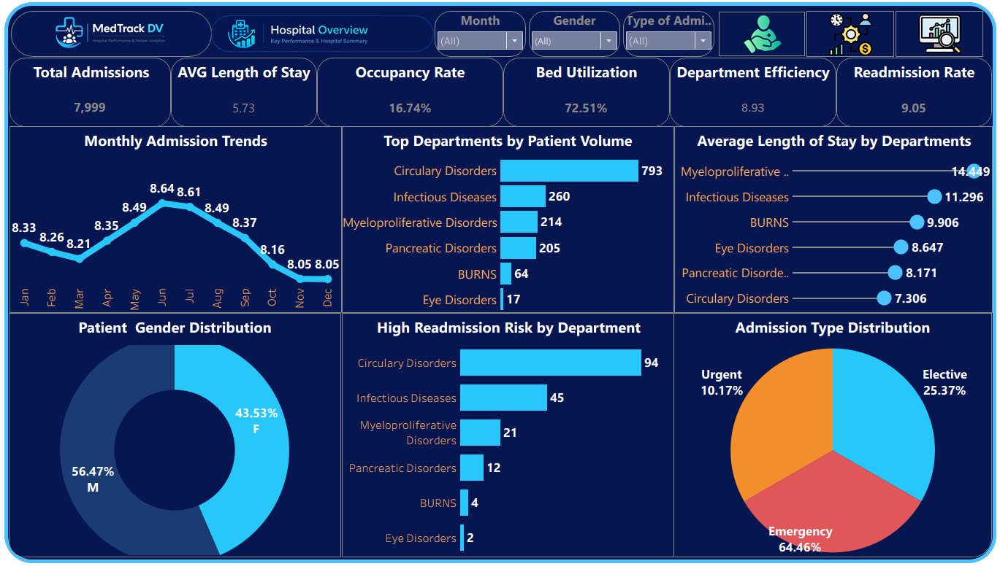 MedTrack DV
Hospital Performance & Patient Analytics
Hospital Overview
Key Performance & Hospital Summary
Month
(All)
Gender
(All)
Type of Admi..
(All)
Total Admissions
7,999
AVG Length of Stay
5.73
Occupancy Rate
16.74%
Bed Utilization
72.51%
Department Efficiency
8.93
Readmission Rate
9.05
Monthly Admission Trends
8.33
8.26
8.21
8.35
8.49
8.64
8.61
8.49
8.37
8.16
8.05
8.05
Jan
Feb
Mar
Apr
May
Jun
Jul
Aug
Sep
Oct
Nov
Dec
Top Departments by Patient Volume
Circulary Disorders 793
Infectious Diseases 260
Myeloproliferative Disorders 214
Pancreatic Disorders 205
BURNS 64
Eye Disorders 17
Average Length of Stay by Departments
Myeloproliferative .. 14.449
Infectious Diseases 11.296
BURNS 9.906
Eye Disorders 8.647
Pancreatic Disorde.. 8.171
Circulary Disorders 7.306
Patient  Gender Distribution
43.53%
F
56.47%
M
High Readmission Risk by Department
Circulary Disorders 94
Infectious Diseases 45
Myeloproliferative
Disorders 21
Pancreatic Disorders 12
BURNS 4
Eye Disorders 2
Admission Type Distribution
Urgent
10.17%
Elective
25.37%
Emergency
64.46%